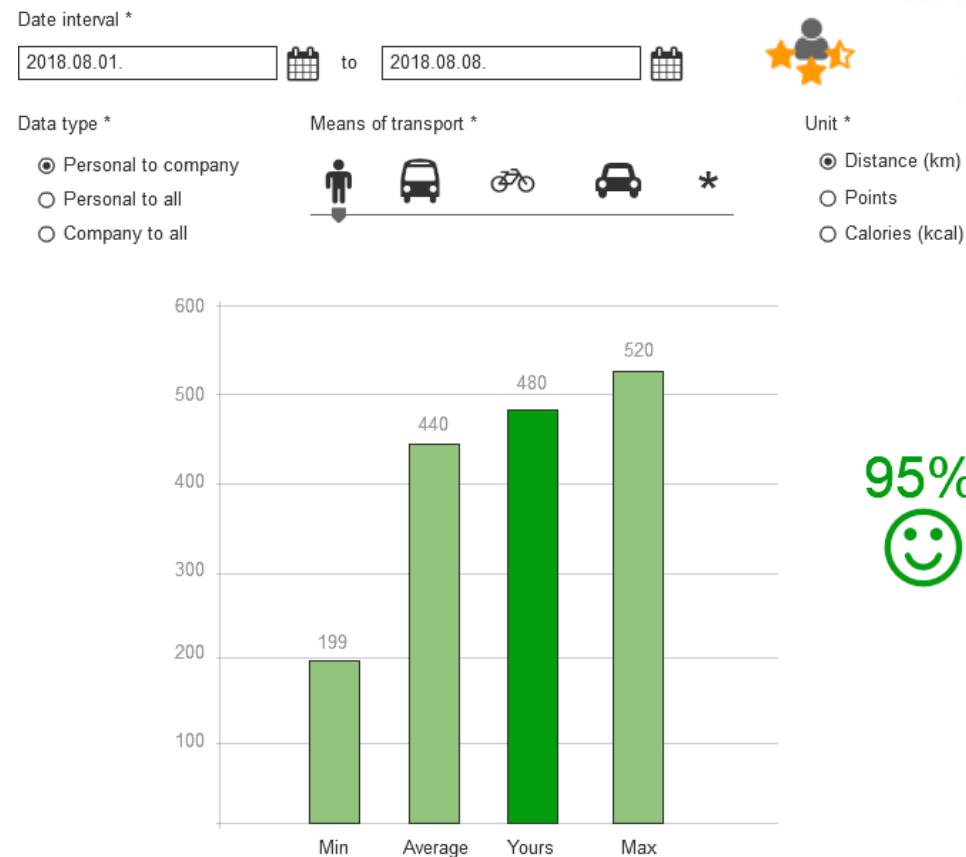 Date interval *
2018.08.01. to 2018.08.08.
Data type * Means of transport * Unit *
Personal to company
Personal to all
Company to all
*
Distance (km)
Points
Calories (kcal)
600
500
400
300
200
100
199
440
480
520
Min Average Yours Max
95%